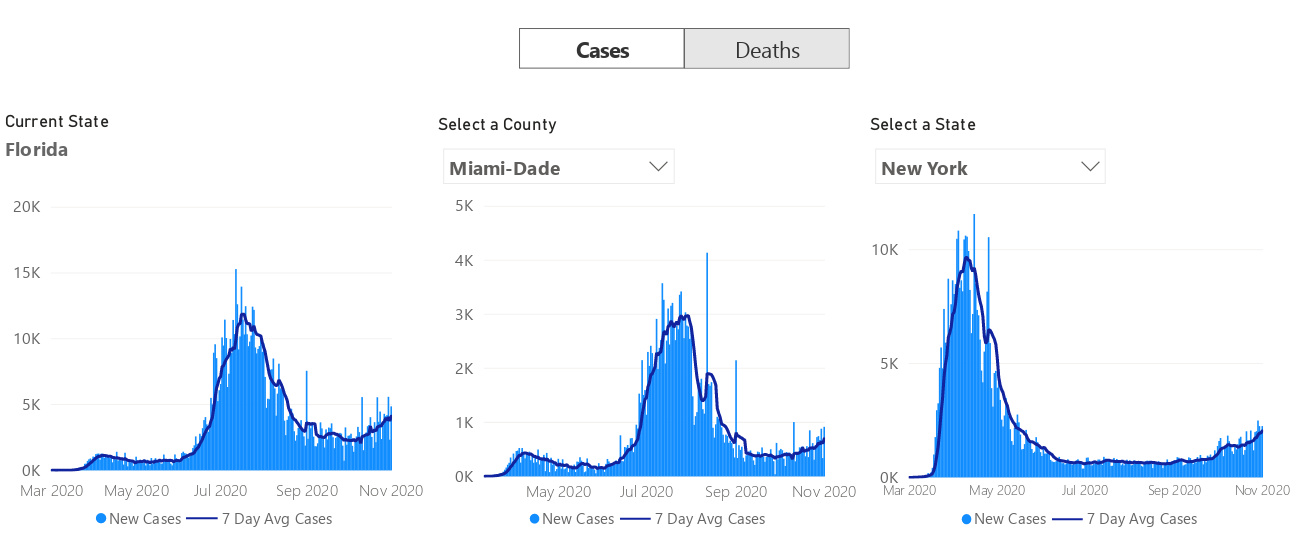 Cases Deaths
Current State
Florida
Select a County
Miami-Dade
Select a State
New York
20K
15K
10K
5K
0K
Mar 2020 May 2020 Jul 2020 Sep 2020 Nov 2020
New Cases 7 Day Avg Cases
5K
4K
3K
2K
1K
0K
May 2020 Jul 2020 Sep 2020 Nov 2020
New Cases 7 Day Avg Cases
10K
5K
0K
Mar 2020 May 2020 Jul 2020 Sep 2020 Nov 2020
New Cases 7 Day Avg Cases